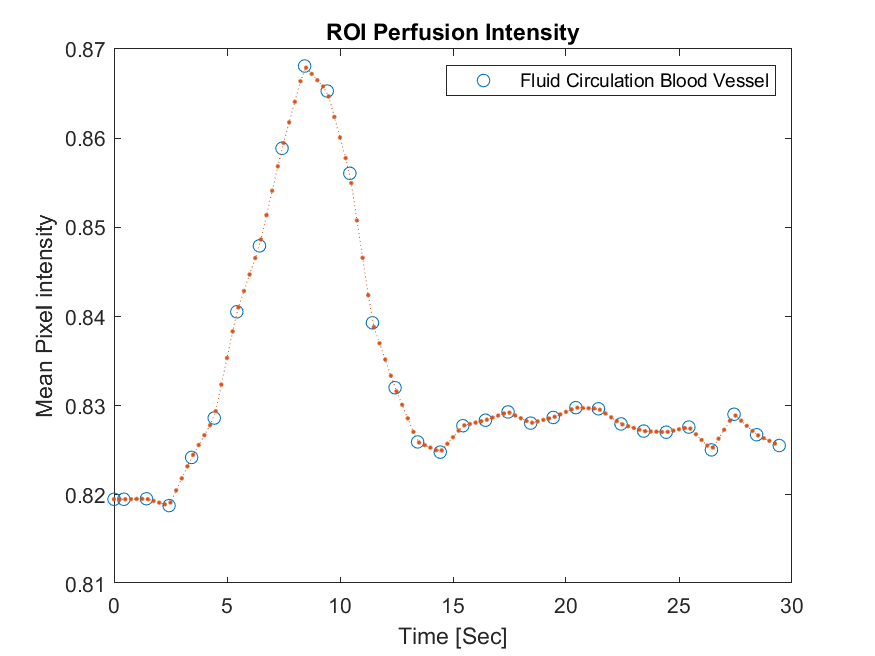 ROI Perfusion Intensity
Fluid Circulation Blood Vessel
Mean Pixel intensity
0.87
0.86
0.85
0.84
0.83
0.82
0.81
0 5 10 15 20 25 30
Time [Sec]